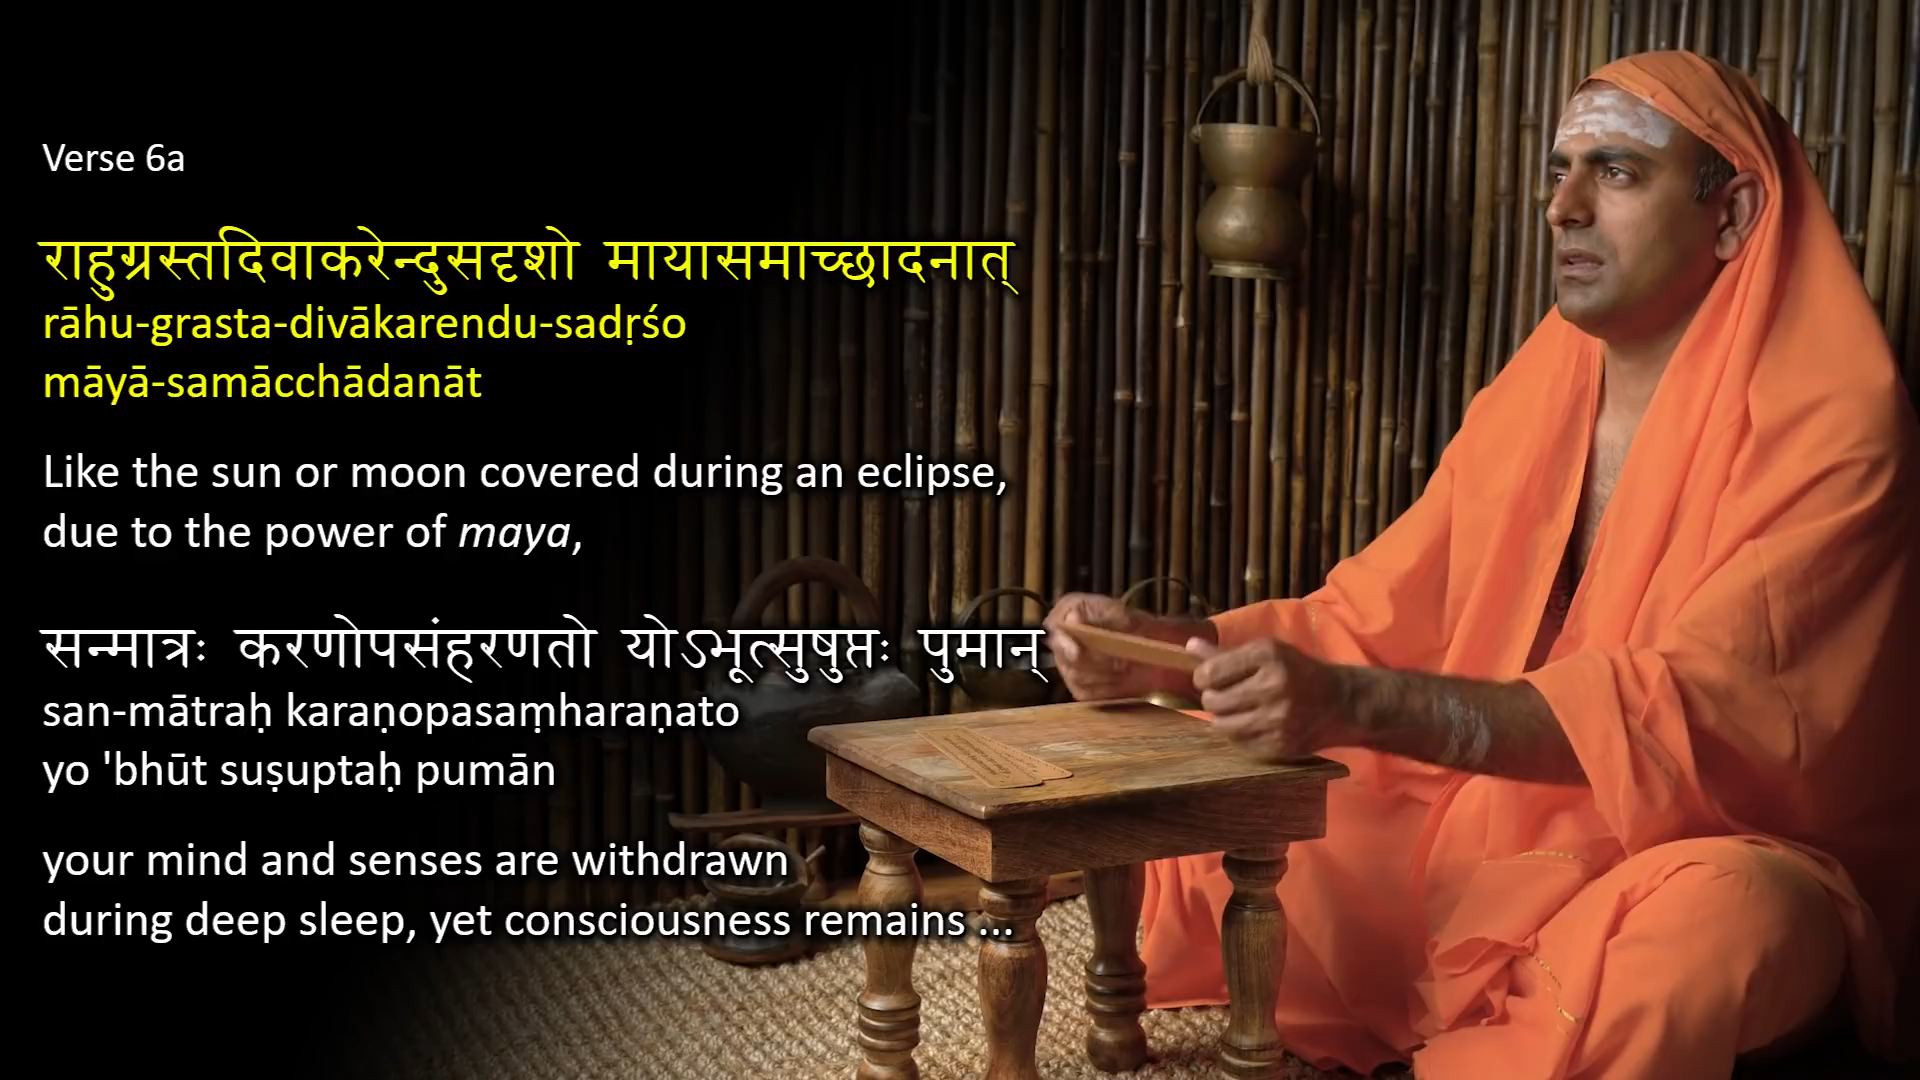 Verse 6a
राहुग्रस्तदिवाकरेन्दुसदृशो मायासमाच्छादनात्
rāhu-grasta-divākarendu-sadṛśo
māyā-samācchādanāt
Like the sun or moon covered during an eclipse,
due to the power of maya,
सन्मात्रः करणोपसंहरणतो योऽभूत्सुषुप्तः पुमान्
san-mātraḥ karaṇopasaṃharaṇato
yo 'bhūt suṣuptaḥ pumān
your mind and senses are withdrawn
during deep sleep, yet consciousness remains ...